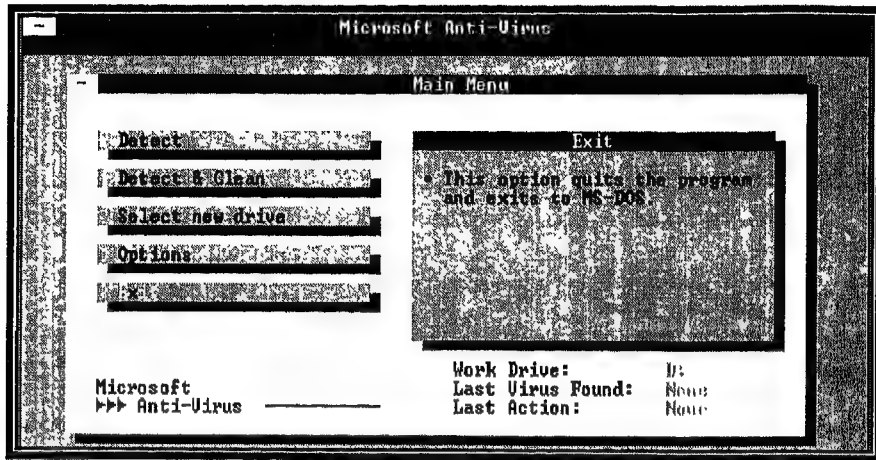 Microsoft Anti-Virus
Main Menu
Detect
Detect & Clean
Select new drive
Options
x
Exit
• This option quits the program
and exits to MS-DOS.
Work Drive: D:
Last Virus Found: None
Last Action: None
Microsoft
▶▶▶ Anti-Virus